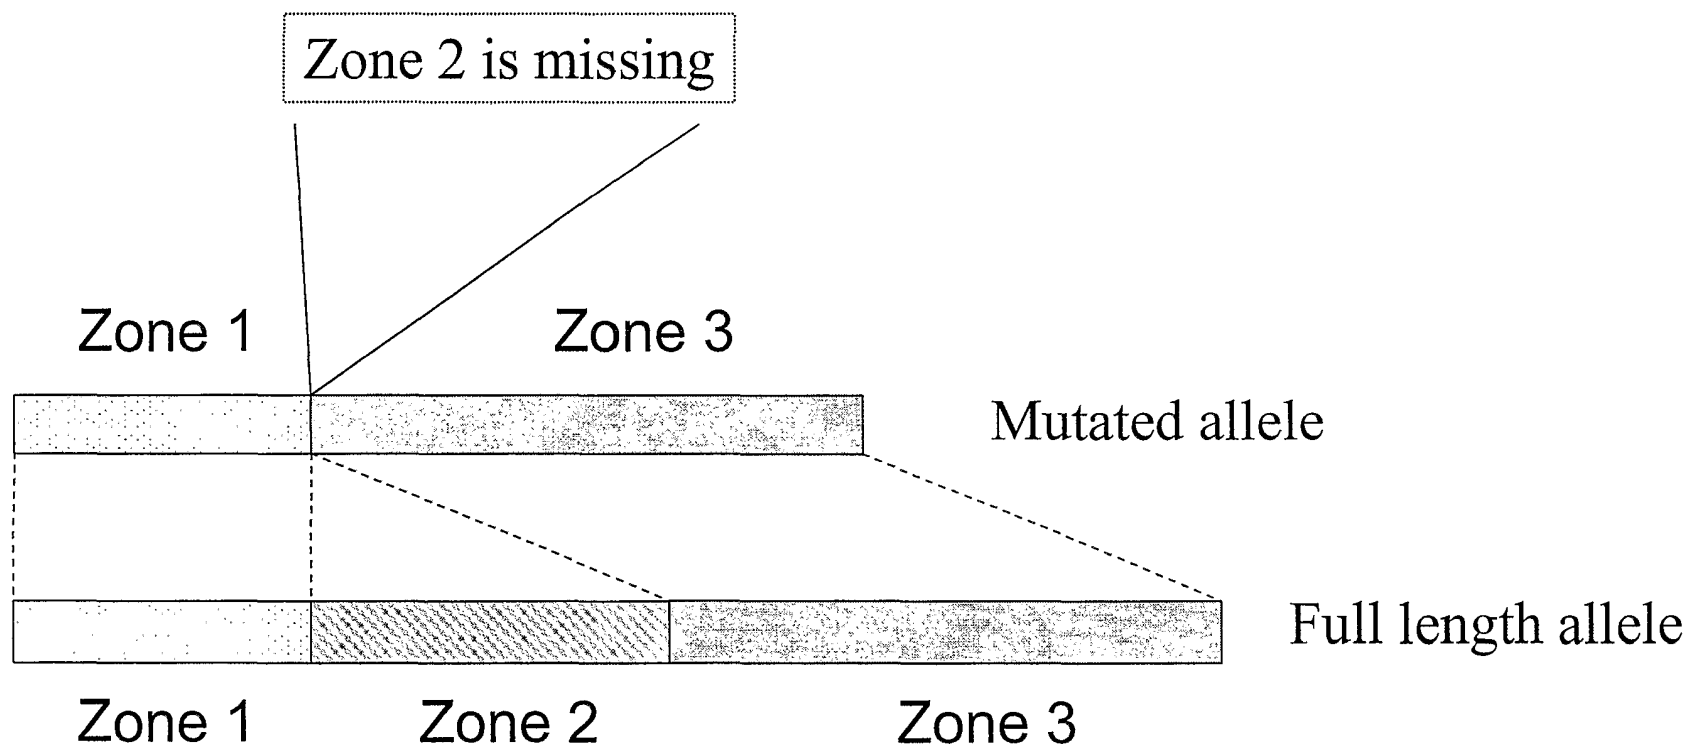 Zone 2 is missing
Zone 1
Zone 3
Mutated allele
Full length allele
Zone 1
Zone 2
Zone 3